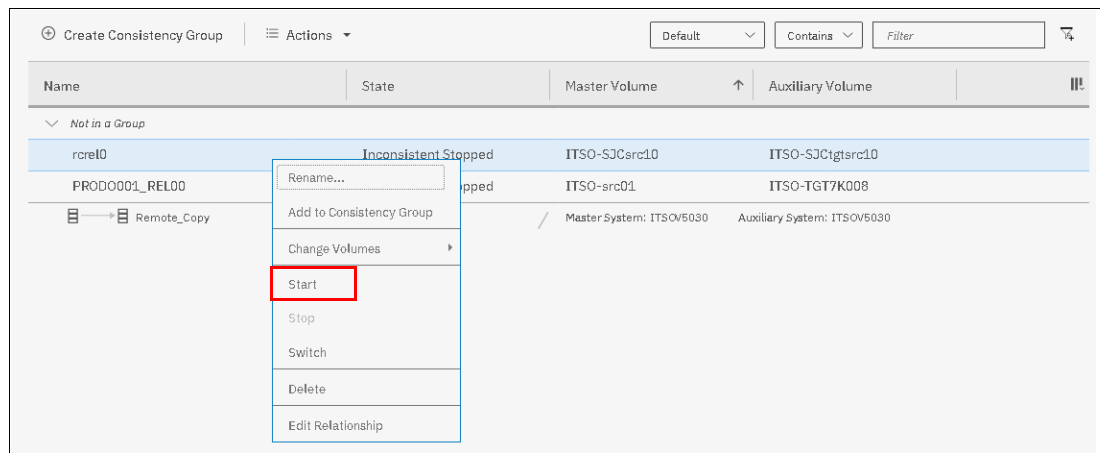 Create Consistency Group Actions Default Contains Filter
Name State Master Volume Auxiliary Volume
Not in a Group
rcrel0 Inconsistent Stopped ITSO-SJCsrc10 ITSO-SJCtgtsrc10
Rename...
PRODO001_REL00 pped ITSO-src01 ITSO-TGT7K008
Add to Consistency Group
Remote_Copy Master System: ITSOV5030 Auxiliary System: ITSOV5030
Change Volumes
Start
Stop
Switch
Delete
Edit Relationship